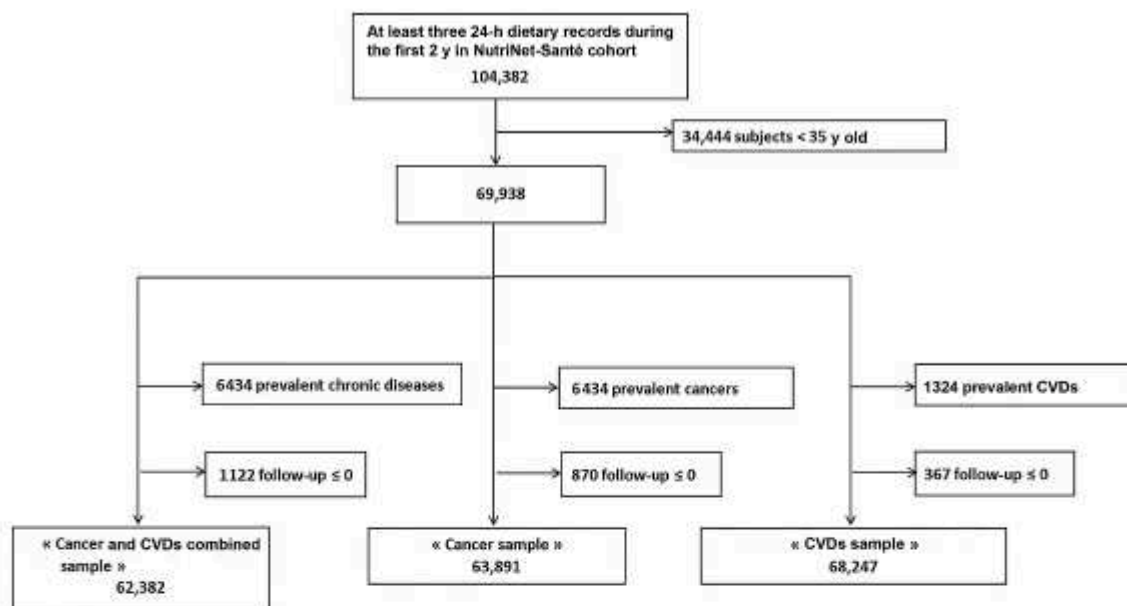 At least three 24-h dietary records during
the first 2 y in NutriNet-Santé cohort
104,382
34,444 subjects < 35 y old
69,938
6434 prevalent chronic diseases
6434 prevalent cancers
1324 prevalent CVDs
1122 follow-up ≤ 0
870 follow-up ≤ 0
367 follow-up ≤ 0
« Cancer and CVDs combined
sample »
62,382
« Cancer sample »
63,891
« CVDs sample »
68,247